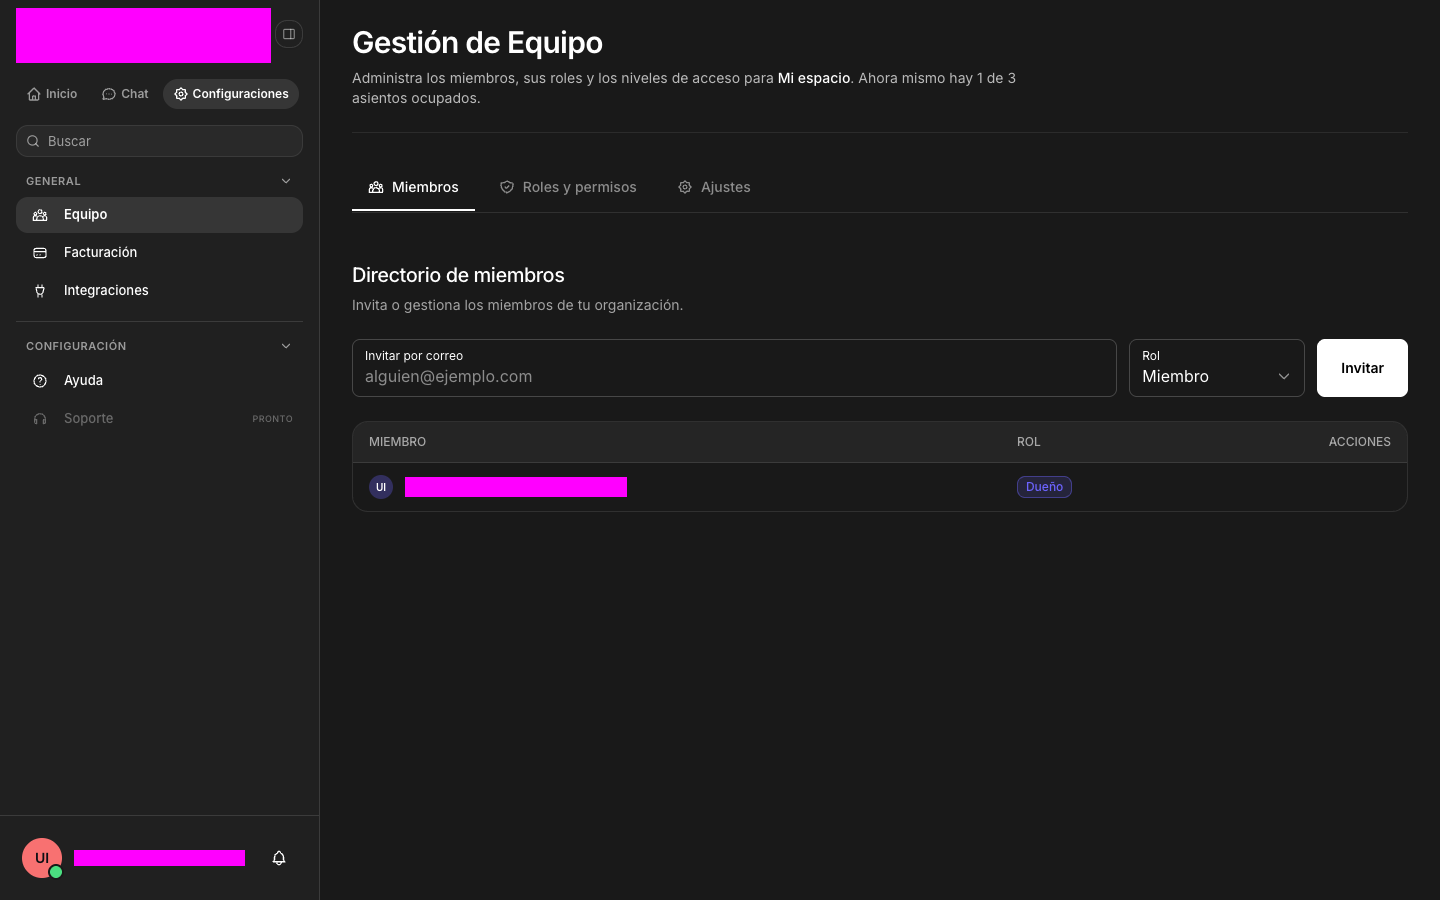 Inicio
Chat
Configuraciones
Buscar
GENERAL
Equipo
Facturación
Integraciones
CONFIGURACIÓN
Ayuda
Soporte
PRONTO
UI
Gestión de Equipo
Administra los miembros, sus roles y los niveles de acceso para Mi espacio. Ahora mismo hay 1 de 3
asientos ocupados.
Miembros
Roles y permisos
Ajustes
Directorio de miembros
Invita o gestiona los miembros de tu organización.
Invitar por correo
alguien@ejemplo.com
Rol
Miembro
Invitar
MIEMBRO
ROL
ACCIONES
UI
Dueño